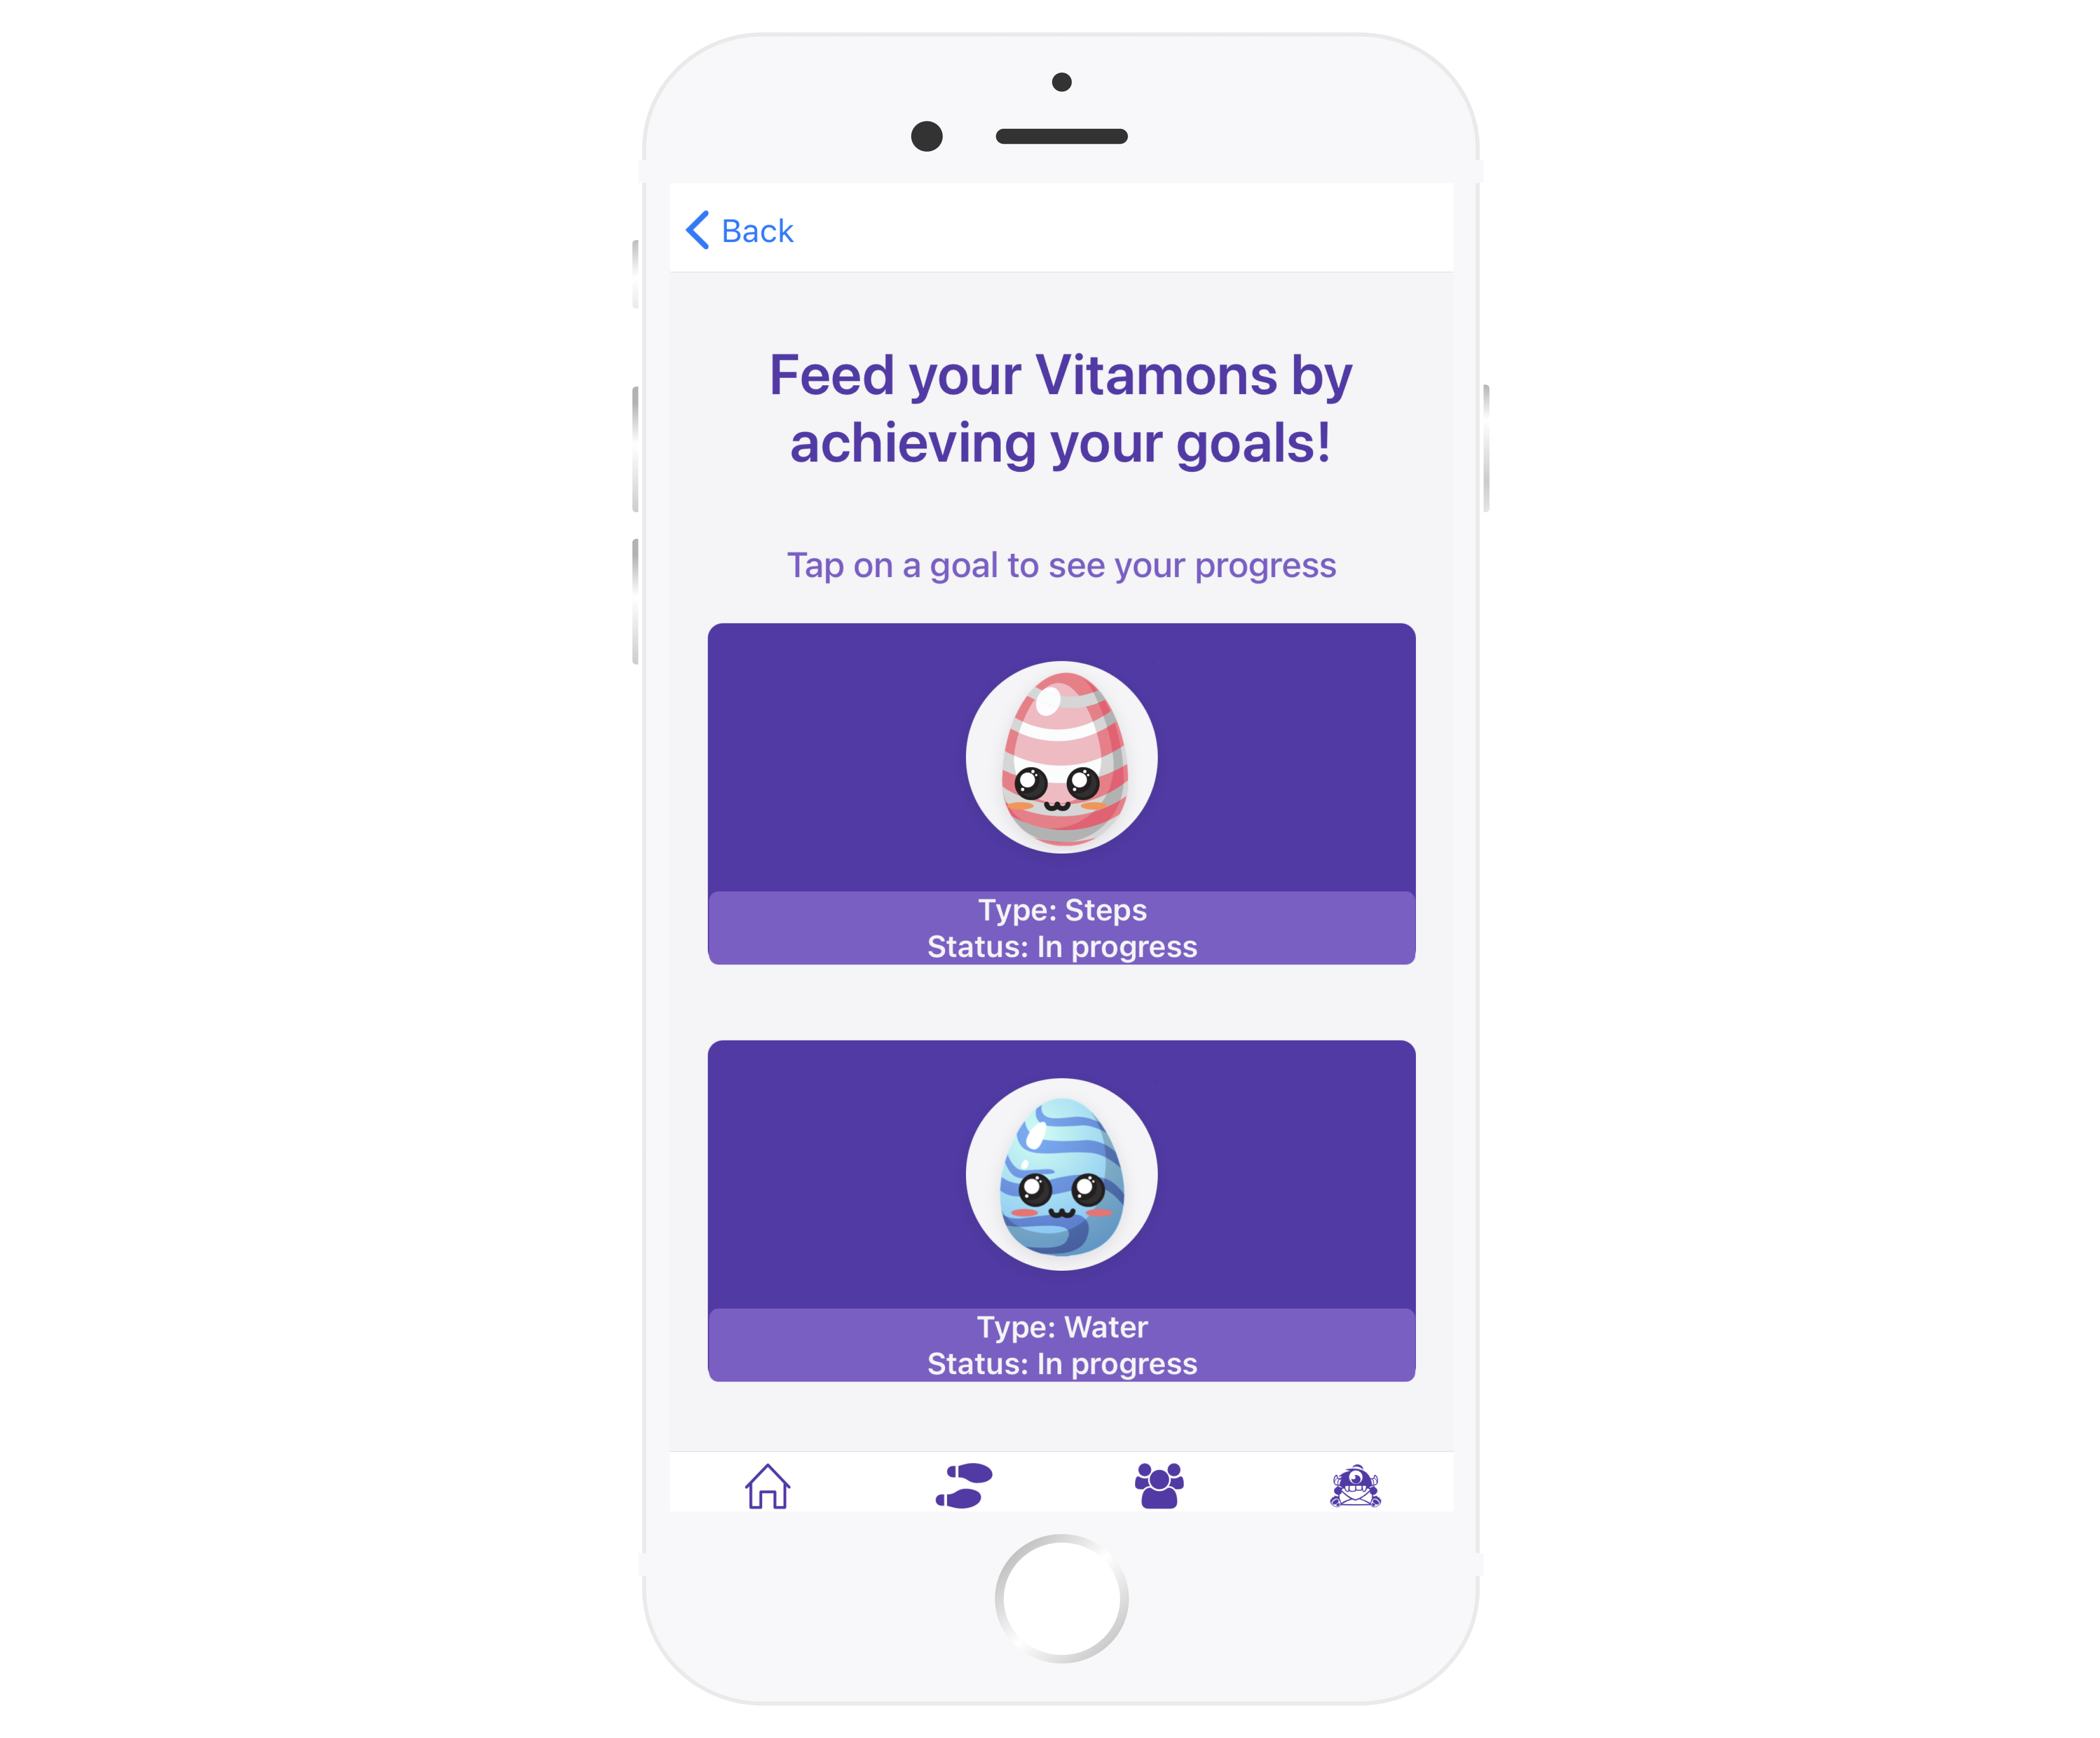 Back
Feed your Vitamons by
achieving your goals!
Tap on a goal to see your progress
Type: Steps
Status: In progress
Type: Water
Status: In progress